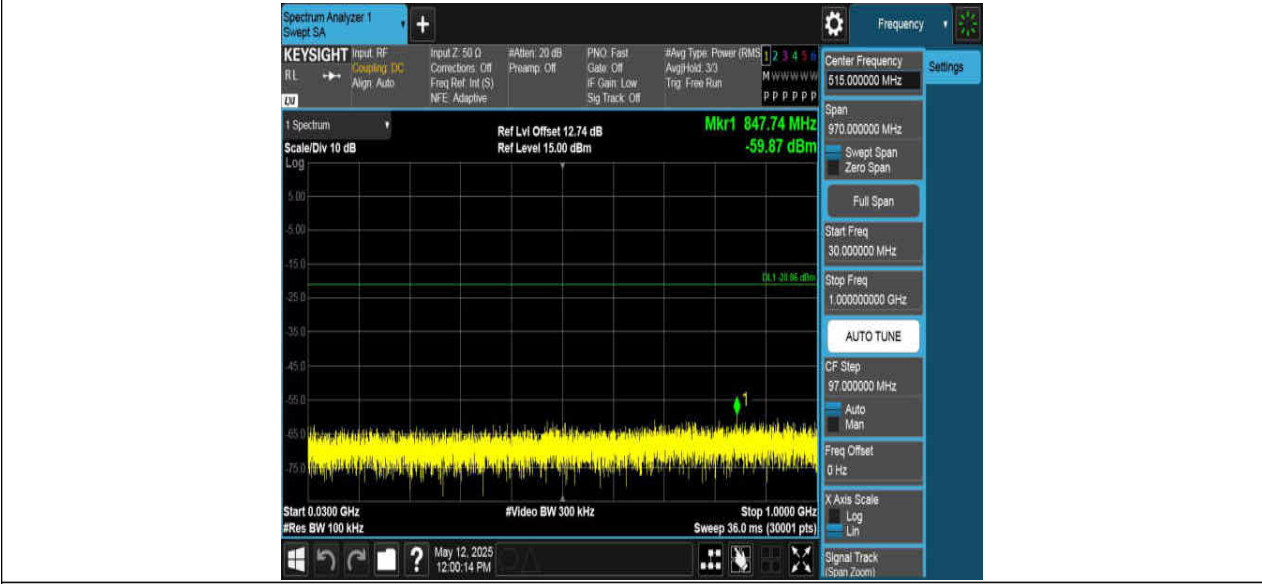 Spectrum Analyzer 1
Swept SA
+
Frequency
KEYSIGHT
RL
LXI
Input: RF
Coupling: DC
Align: Auto
Input Z: 50 Ω
Corrections: Off
Freq Ref: Int (S)
NFE: Adaptive
#Atten: 20 dB
Preamp: Off
PNO: Fast
Gate: Off
IF Gain: Low
Sig Track: Off
#Avg Type: Power (RMS
Avg|Hold: 3/3
Trig: Free Run
1 2 3 4 5 6
M W W W W W
P P P P P P
Center Frequency
515.000000 MHz
Settings
Span
970.000000 MHz
Swept Span
Zero Span
Full Span
Start Freq
30.000000 MHz
Stop Freq
1.000000000 GHz
AUTO TUNE
CF Step
97.000000 MHz
Auto
Man
Freq Offset
0 Hz
X Axis Scale
Log
Lin
Signal Track
(Span Zoom)
1 Spectrum
Scale/Div 10 dB
Log
Ref Lvl Offset 12.74 dB
Ref Level 15.00 dBm
Mkr1 847.74 MHz
-59.87 dBm
5.00
-5.00
-15.0
DL1 -20.86 dBm
-25.0
-35.0
-45.0
-55.0
1
-65.0
-75.0
Start 0.0300 GHz
#Res BW 100 kHz
#Video BW 300 kHz
Stop 1.0000 GHz
Sweep 36.0 ms (30001 pts)
?
May 12, 2025
12:00:14 PM